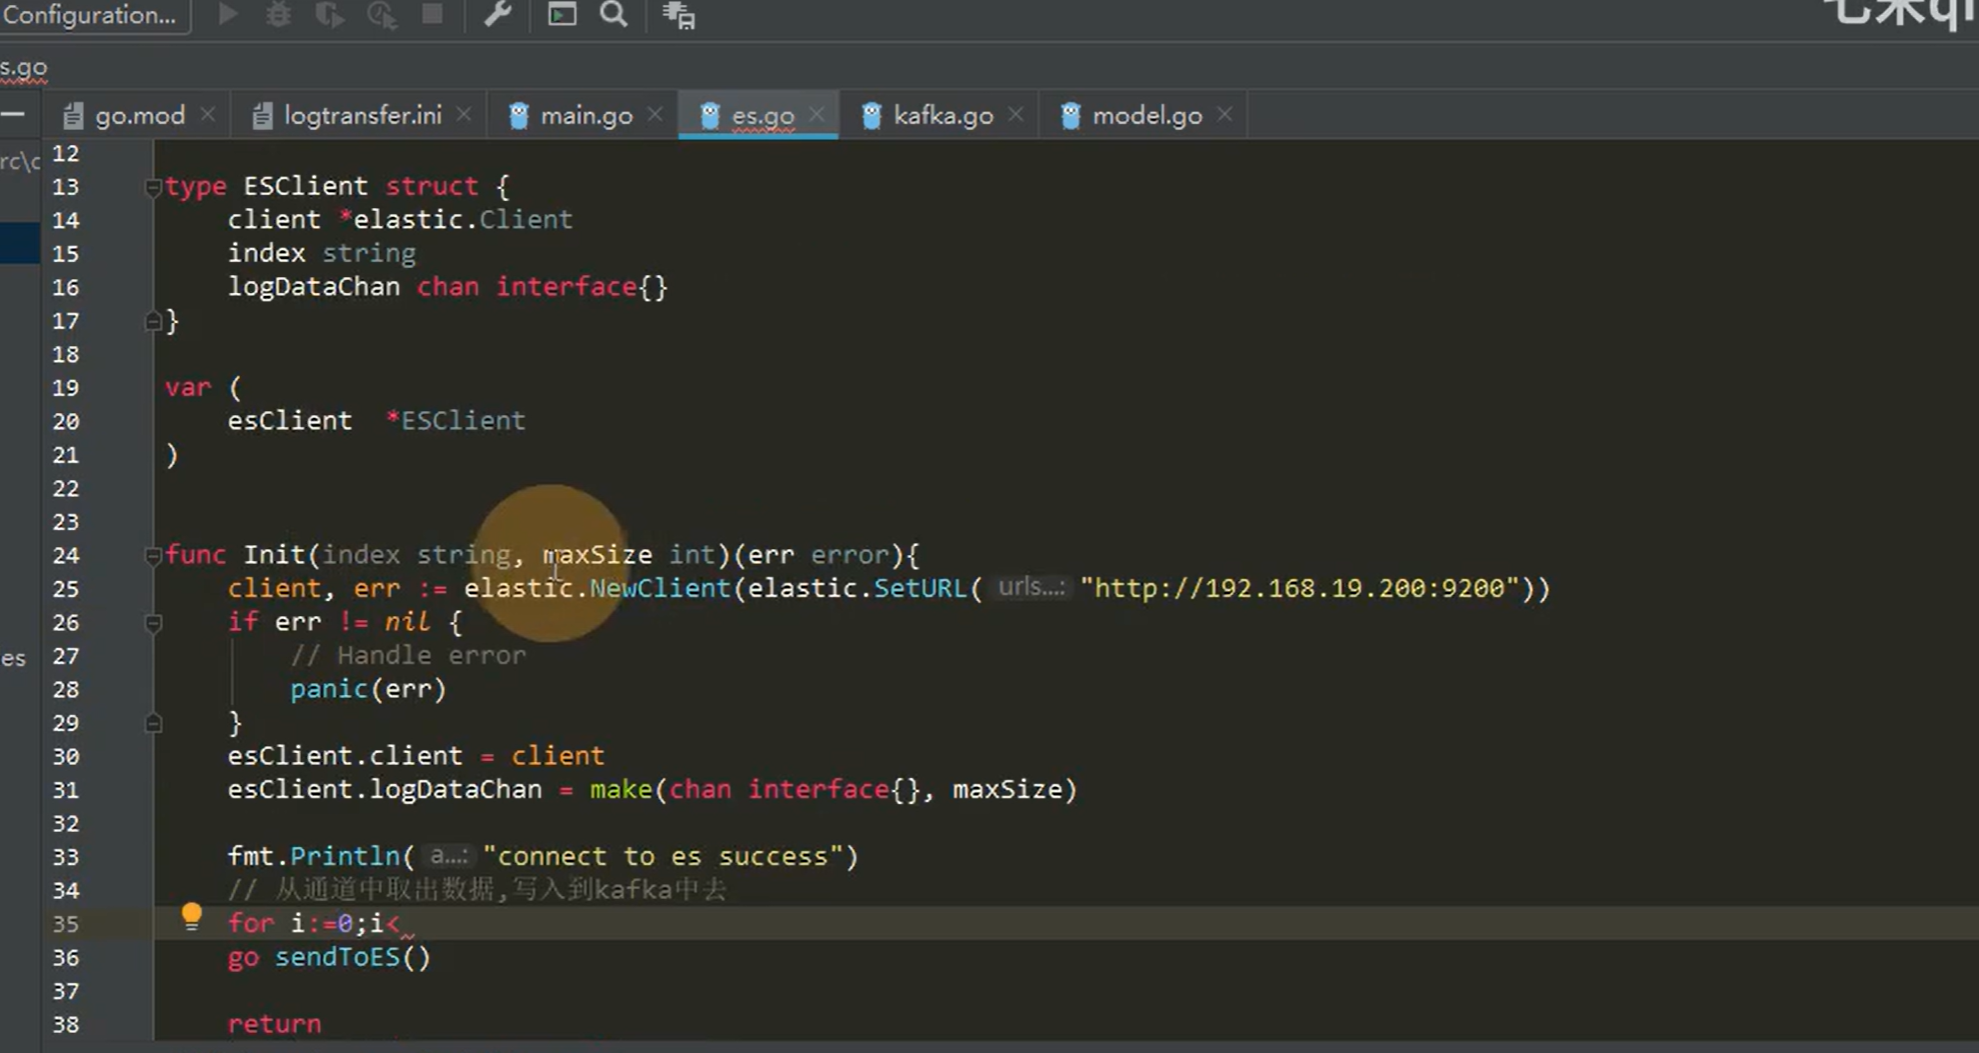 Configuration...
s.go
go.mod logtransfer.ini main.go es.go kafka.go model.go
12
13 type ESClient struct {
14 client *elastic.Client
15 index string
16 logDataChan chan interface{}
17 }
18
19 var (
20 esClient *ESClient
21 )
22
23
24 func Init(index string, maxSize int)(err error){
25 client, err := elastic.NewClient(elastic.SetURL( urls...: "http://192.168.19.200:9200"))
26 if err != nil {
27 // Handle error
es
28 panic(err)
29 }
30 esClient.client = client
31 esClient.logDataChan = make(chan interface{}, maxSize)
32
33 fmt.Println( a...: "connect to es success")
34 // 从通道中取出数据,写入到kafka中去
35 for i:=0;i<
36 go sendToES()
37
38 return